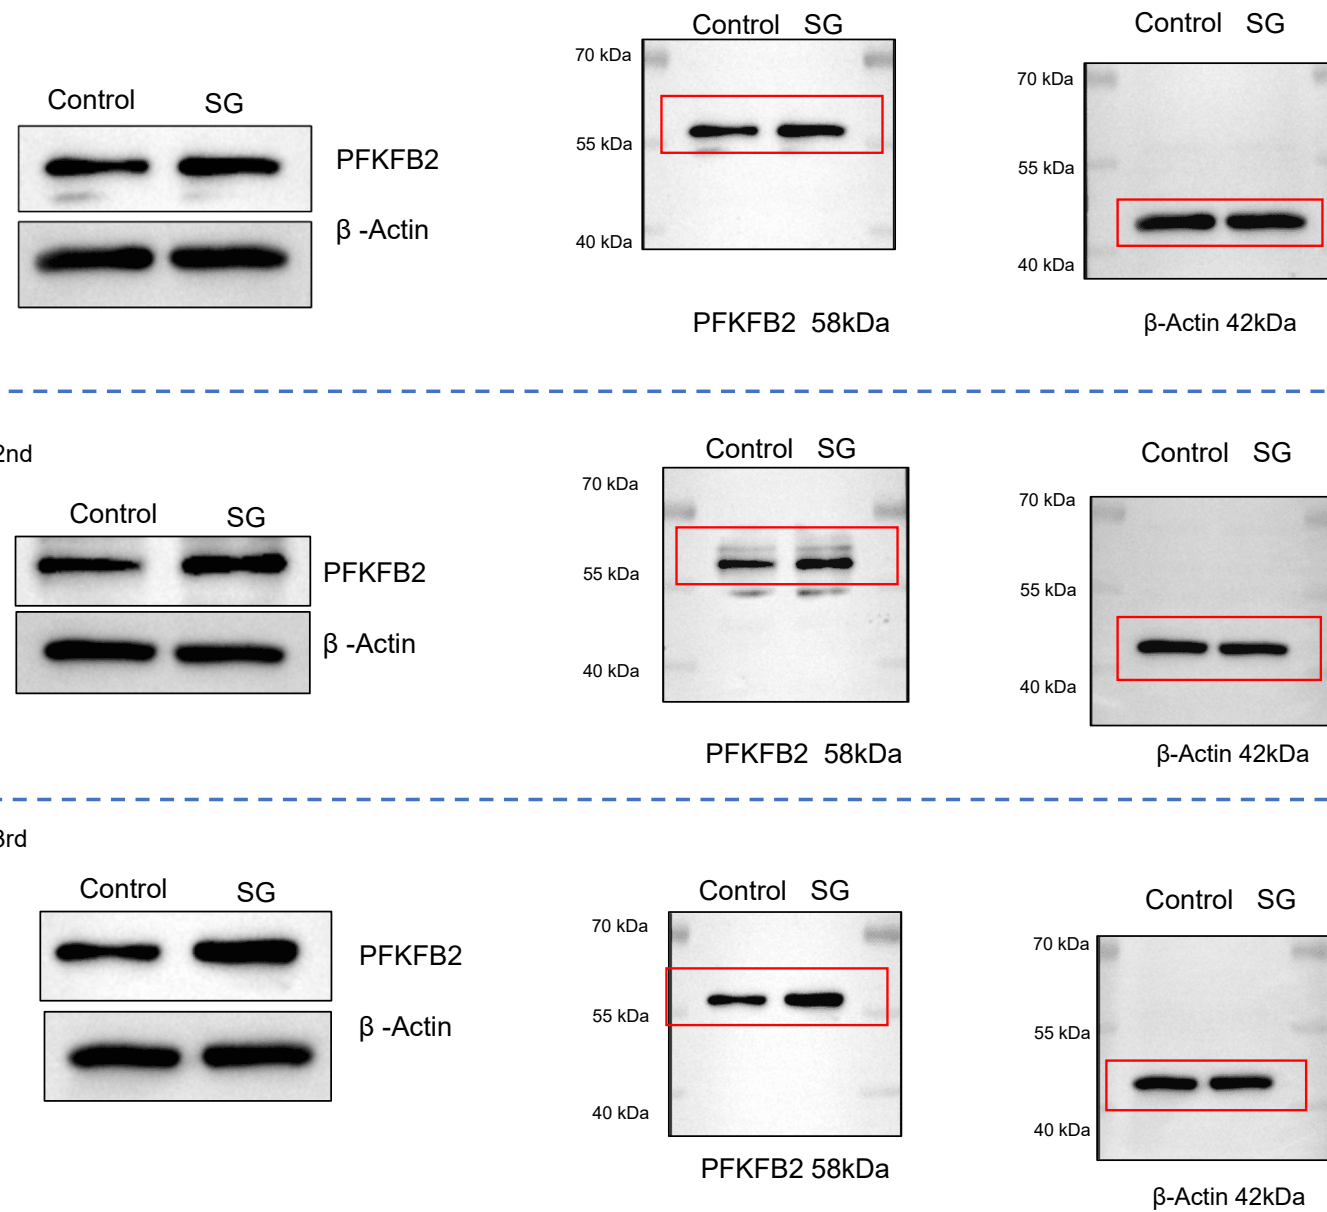 Control SG
PFKFB2
β -Actin
Control SG
70 kDa
55 kDa
40 kDa
PFKFB2 58kDa
Control SG
70 kDa
55 kDa
40 kDa
β-Actin 42kDa
2nd
Control SG
PFKFB2
β -Actin
Control SG
70 kDa
55 kDa
40 kDa
PFKFB2 58kDa
Control SG
70 kDa
55 kDa
40 kDa
β-Actin 42kDa
3rd
Control SG
PFKFB2
β -Actin
Control SG
70 kDa
55 kDa
40 kDa
PFKFB2 58kDa
Control SG
70 kDa
55 kDa
40 kDa
β-Actin 42kDa